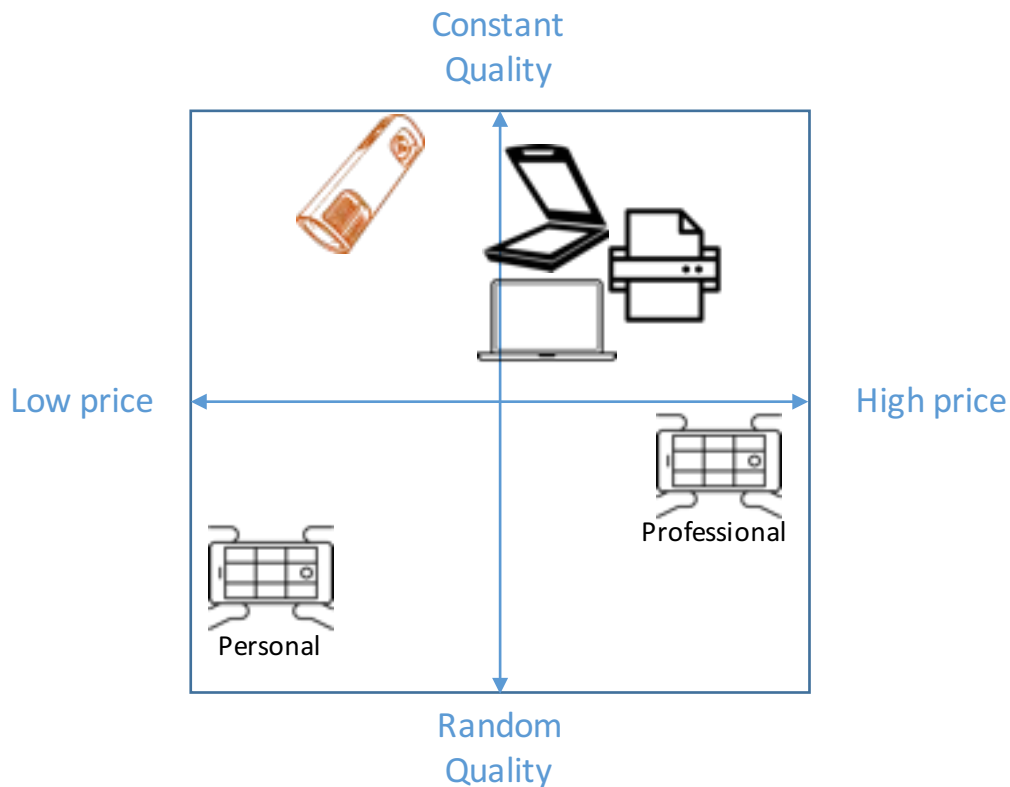 Constant
Quality
Low price
High price
Professional
Personal
Random
Quality